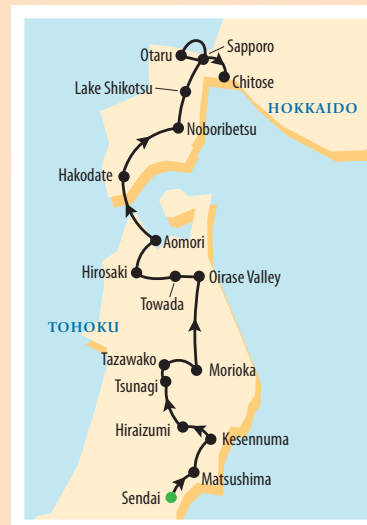 Sapporo
Otaru
Chitose
Lake Shikotsu
HOKKAIDO
Noboribetsu
Hakodate
Aomori
Hirosaki
Oirase Valley
Towada
TOHOKU
Tazawako
Morioka
Tsunagi
Hiraizumi
Kesennuma
Matsushima
Sendai